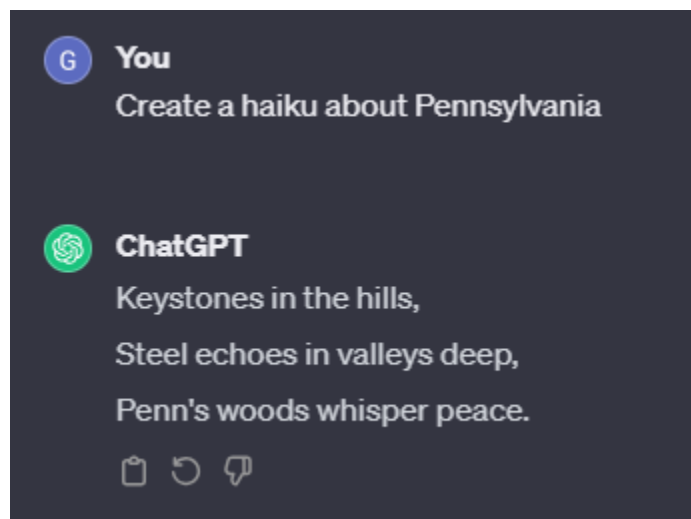 G You
Create a haiku about Pennsylvania
ChatGPT
Keystones in the hills,
Steel echoes in valleys deep,
Penn's woods whisper peace.